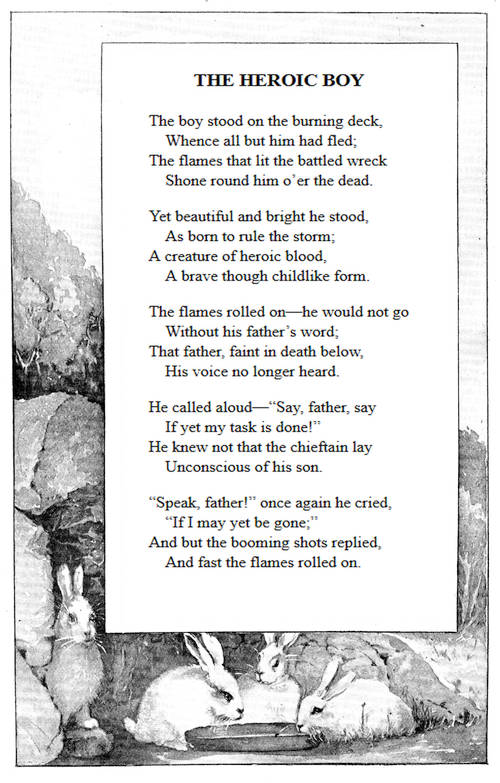 THE HEROIC BOY
The boy stood on the burning deck,
Whence all but him had fled;
The flames that lit the battled wreck
Shone round him o’er the dead.
Yet beautiful and bright he stood,
As born to rule the storm;
A creature of heroic blood,
A brave though childlike form.
The flames rolled on—he would not go
Without his father’s word;
That father, faint in death below,
His voice no longer heard.
He called aloud—“Say, father, say
If yet my task is done!”
He knew not that the chieftain lay
Unconscious of his son.
“Speak, father!” once again he cried,
“If I may yet be gone;”
And but the booming shots replied,
And fast the flames rolled on.